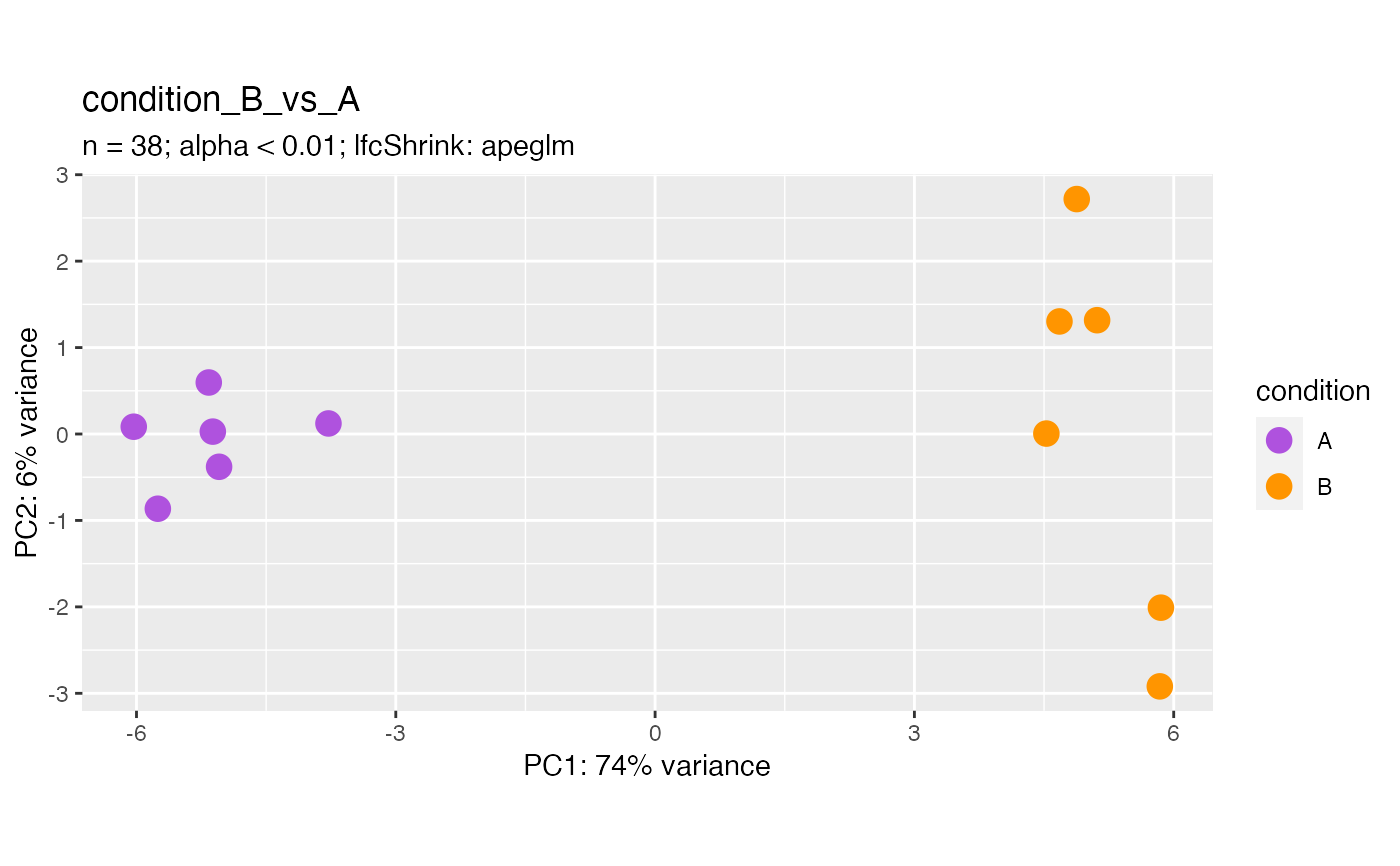 condition_B_vs_A
n = 38; alpha < 0.01; lfcShrink: apeglm
3
2
1
0
-1
-2
-3
PC2: 6% variance
-6
-3
0
3
6
PC1: 74% variance
condition
A
B